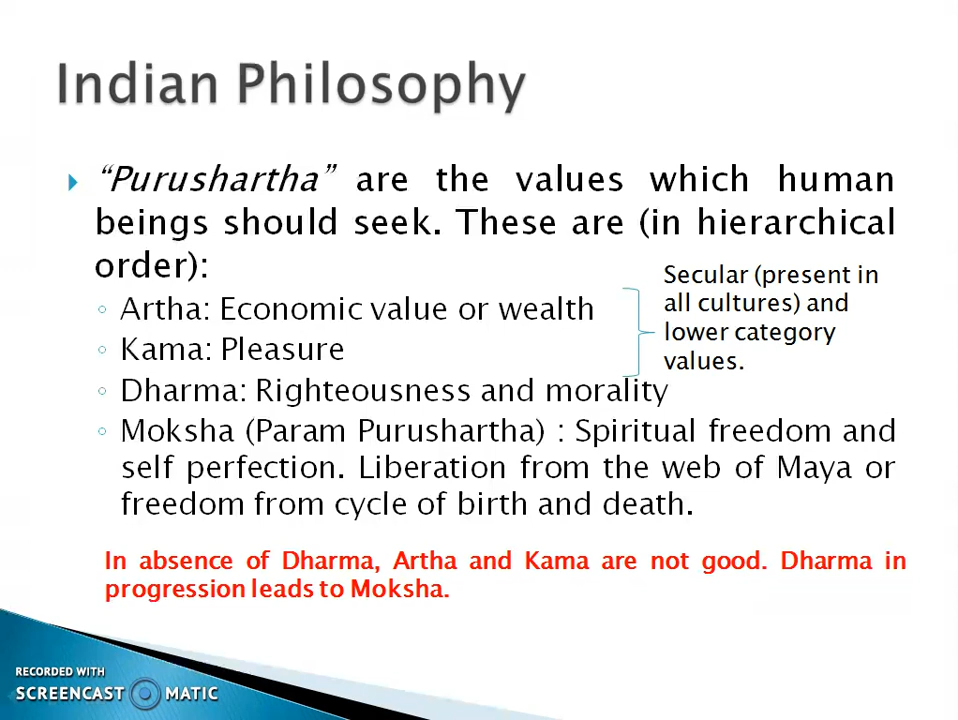 Indian Philosophy
“Purushartha” are the values which human
beings should seek. These are (in hierarchical
order):
Secular (present in
all cultures) and
lower category
values.
Artha: Economic value or wealth
Kama: Pleasure
Dharma: Righteousness and morality
Moksha (Param Purushartha) : Spiritual freedom and
self perfection. Liberation from the web of Maya or
freedom from cycle of birth and death.
In absence of Dharma, Artha and Kama are not good. Dharma in
progression leads to Moksha.
RECORDED WITH
SCREENCAST MATIC